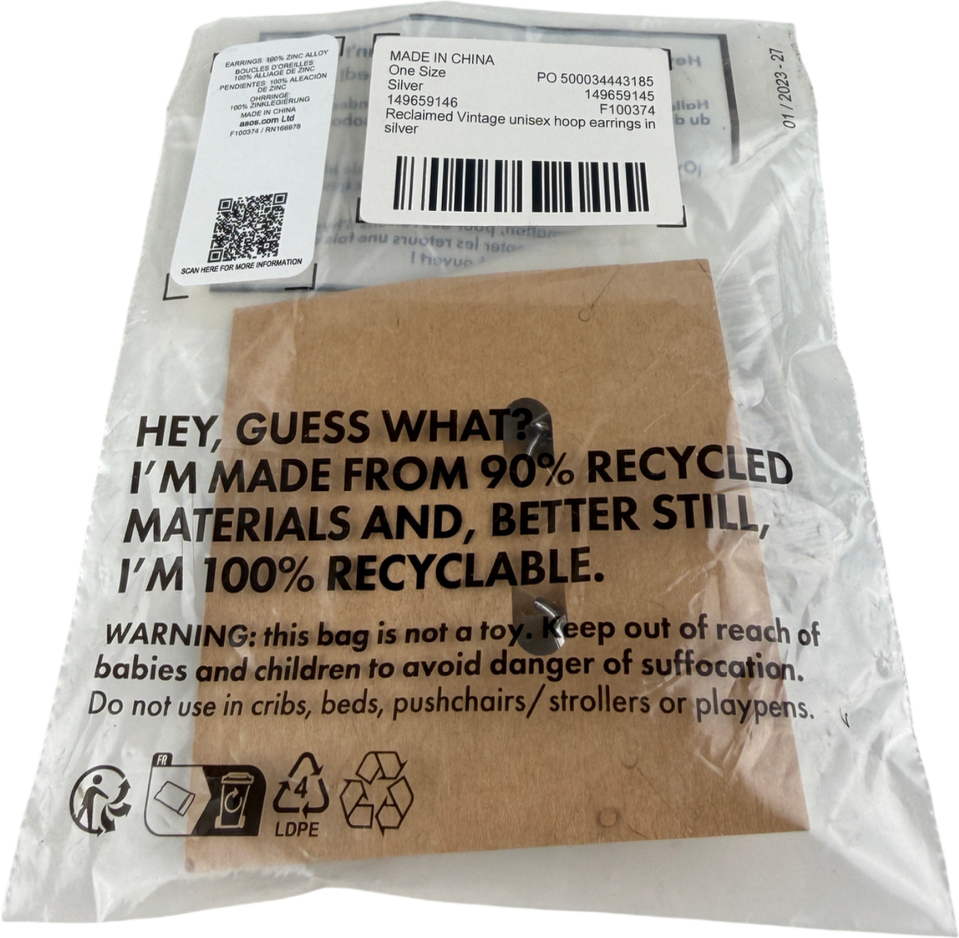 EARRINGS: 100% ZINC ALLOY
BOUCLES D'OREILLES:
100% ALLIAGE DE ZINC
PENDIENTES: 100% ALEACIÓN
DE ZINC
OHRRINGE:
100% ZINKLEGIERUNG
MADE IN CHINA
asos.com Ltd
F100374 / RN166978
SCAN HERE FOR MORE INFORMATION
MADE IN CHINA
One Size
Silver
149659146
PO 500034443185
149659145
F100374
Reclaimed Vintage unisex hoop earrings in
silver
01 / 2023 - 27
HEY, GUESS WHAT?
I'M MADE FROM 90% RECYCLED
MATERIALS AND, BETTER STILL,
I'M 100% RECYCLABLE.
WARNING: this bag is not a toy. Keep out of reach of
babies and children to avoid danger of suffocation.
Do not use in cribs, beds, pushchairs/ strollers or playpens.
FR
4
LDPE